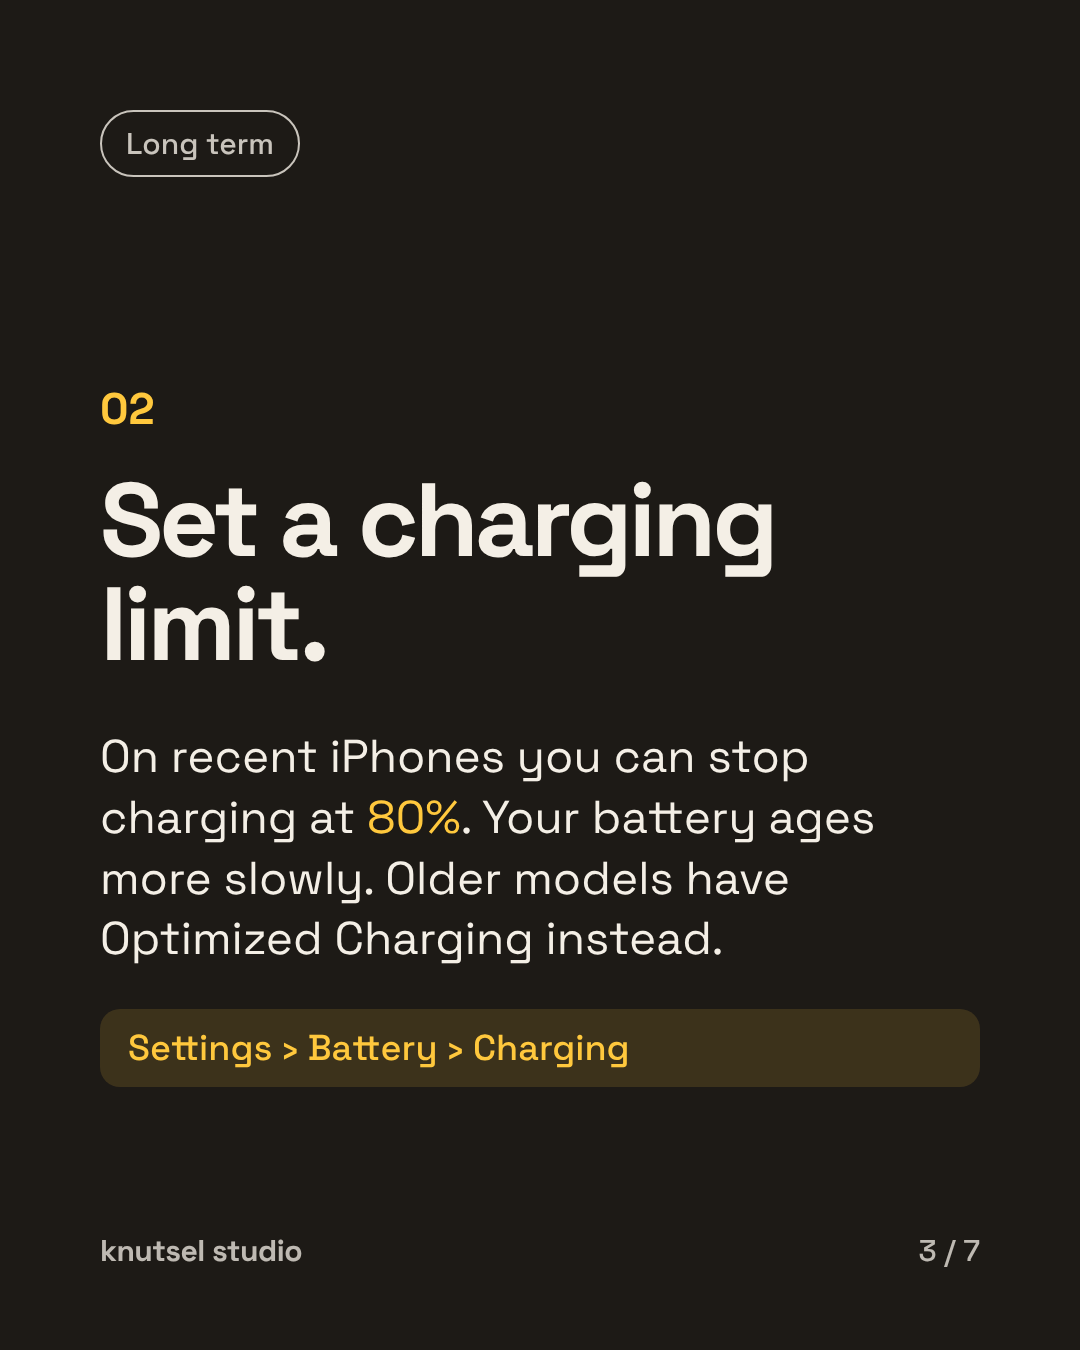 Long term
02
Set a charging
limit.
On recent iPhones you can stop
charging at 80%. Your battery ages
more slowly. Older models have
Optimized Charging instead.
Settings > Battery > Charging
knutsel studio
3 / 7